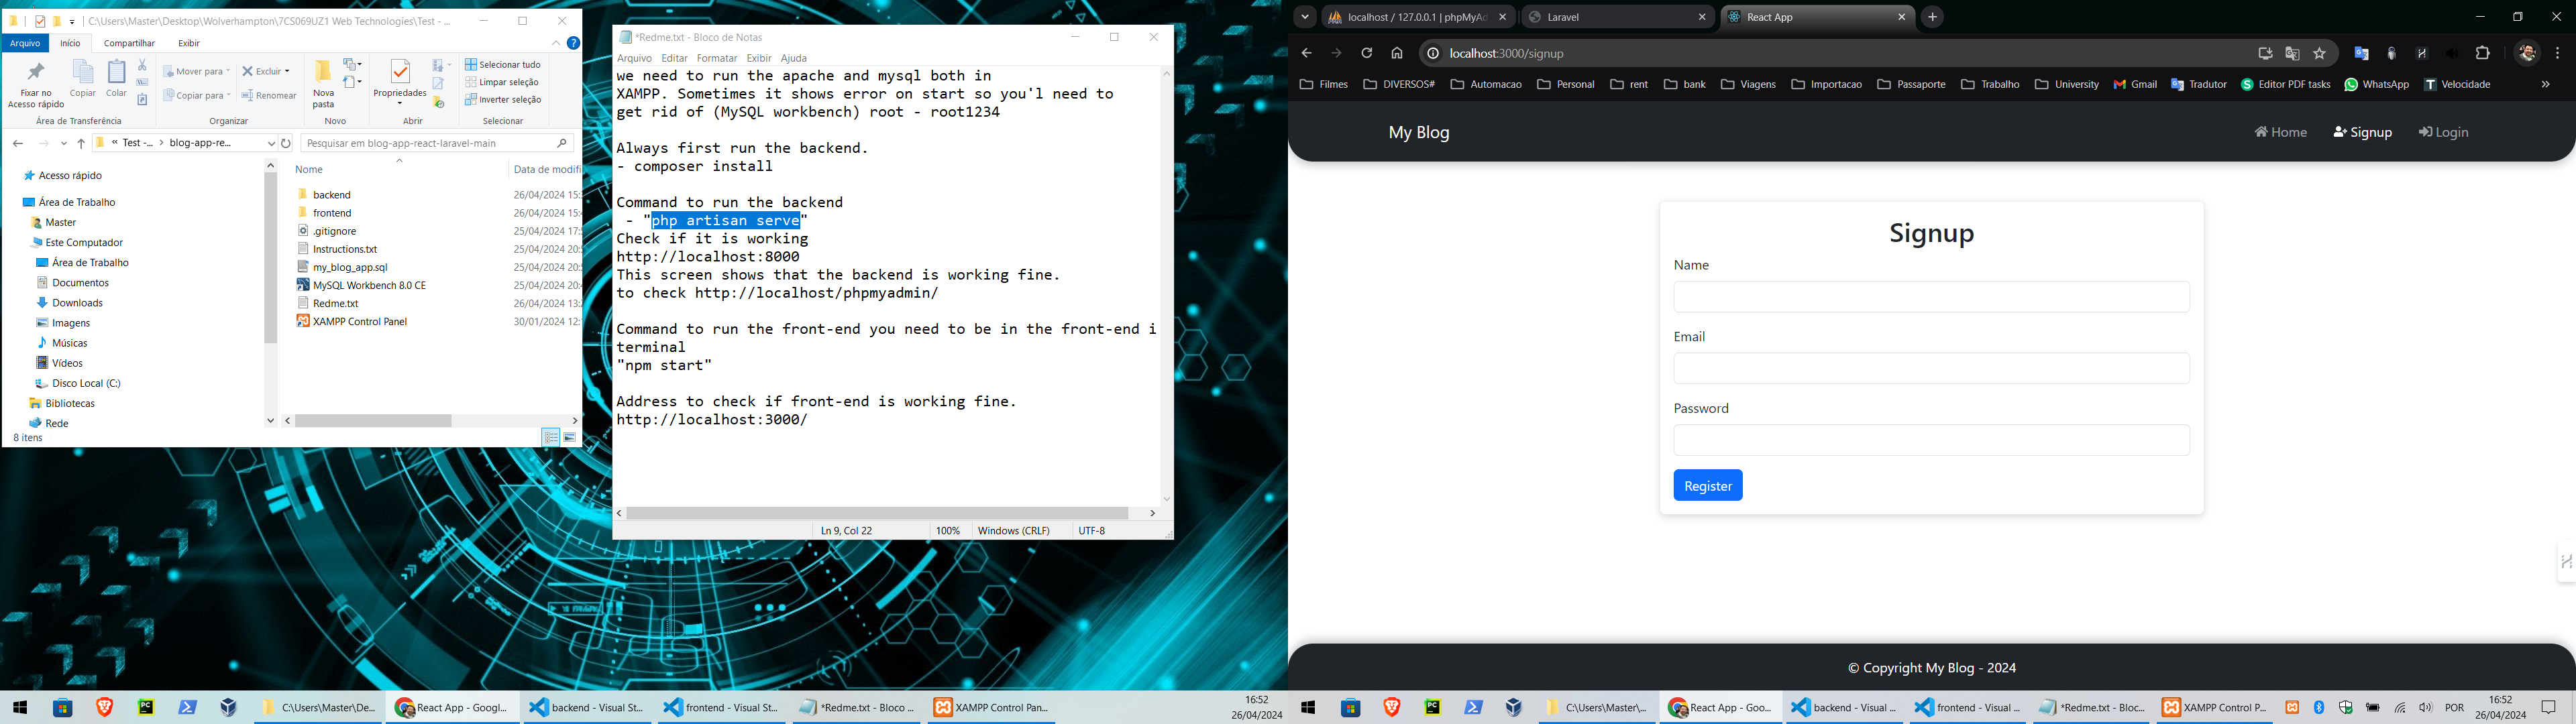 C:\Users\Master\Desktop\Wolverhampton\7CS069UZ1 Web Technologies\Test - ...
Arquivo Início Compartilhar Exibir
Fixar no Acesso rápido
Copiar
Colar
Mover para
Copiar para
Excluir
Renomear
Nova pasta
Propriedades
Selecionar tudo
Limpar seleção
Inverter seleção
Área de Transferência Organizar Novo Abrir Selecionar
« Test -... > blog-app-re...
Pesquisar em blog-app-react-laravel-main
Acesso rápido
Área de Trabalho
Master
Este Computador
Área de Trabalho
Documentos
Downloads
Imagens
Músicas
Vídeos
Disco Local (C:)
Bibliotecas
Rede
Nome Data de modifi
backend 26/04/2024 15:
frontend 26/04/2024 15:
.gitignore 25/04/2024 17:
Instructions.txt 25/04/2024 20:
my_blog_app.sql 25/04/2024 20:
MySQL Workbench 8.0 CE 25/04/2024 20:
Redme.txt 26/04/2024 13:
XAMPP Control Panel 30/01/2024 12:
8 itens
*Redme.txt - Bloco de Notas
Arquivo Editar Formatar Exibir Ajuda
we need to run the apache and mysql both in
XAMPP. Sometimes it shows error on start so you'l need to
get rid of (MySQL workbench) root - root1234
Always first run the backend.
- composer install
Command to run the backend
- "php artisan serve"
Check if it is working
http://localhost:8000
This screen shows that the backend is working fine.
to check http://localhost/phpmyadmin/
Command to run the front-end you need to be in the front-end i
terminal
"npm start"
Address to check if front-end is working fine.
http://localhost:3000/
Ln 9, Col 22 100% Windows (CRLF) UTF-8
C:\Users\Master\De... React App - Googl... backend - Visual St... frontend - Visual St... *Redme.txt - Bloco ... XAMPP Control Pan...
16:52
26/04/2024
localhost / 127.0.0.1 | phpMyAd Laravel React App
localhost:3000/signup
Filmes DIVERSOS# Automacao Personal rent bank Viagens Importacao Passaporte Trabalho University Gmail Tradutor Editor PDF tasks WhatsApp Velocidade »
My Blog Home Signup Login
Signup
Name
Email
Password
Register
© Copyright My Blog - 2024
C:\Users\Master\... React App - Goo... backend - Visual ... frontend - Visual ... *Redme.txt - Bloc... XAMPP Control P... POR
16:52
26/04/2024